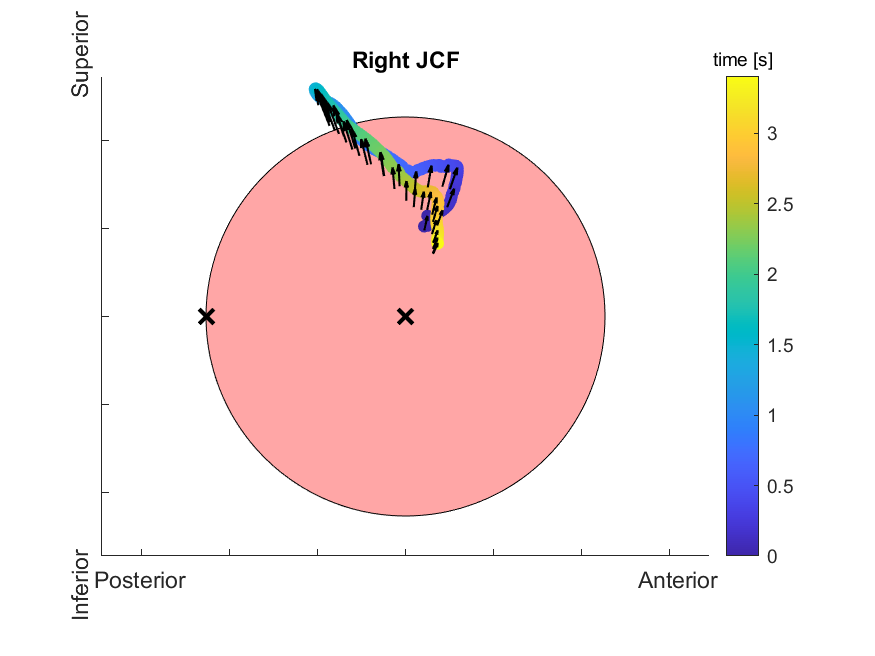 Right JCF
time [s]
Superior
Inferior
Posterior
Anterior
3
2.5
2
1.5
1
0.5
0